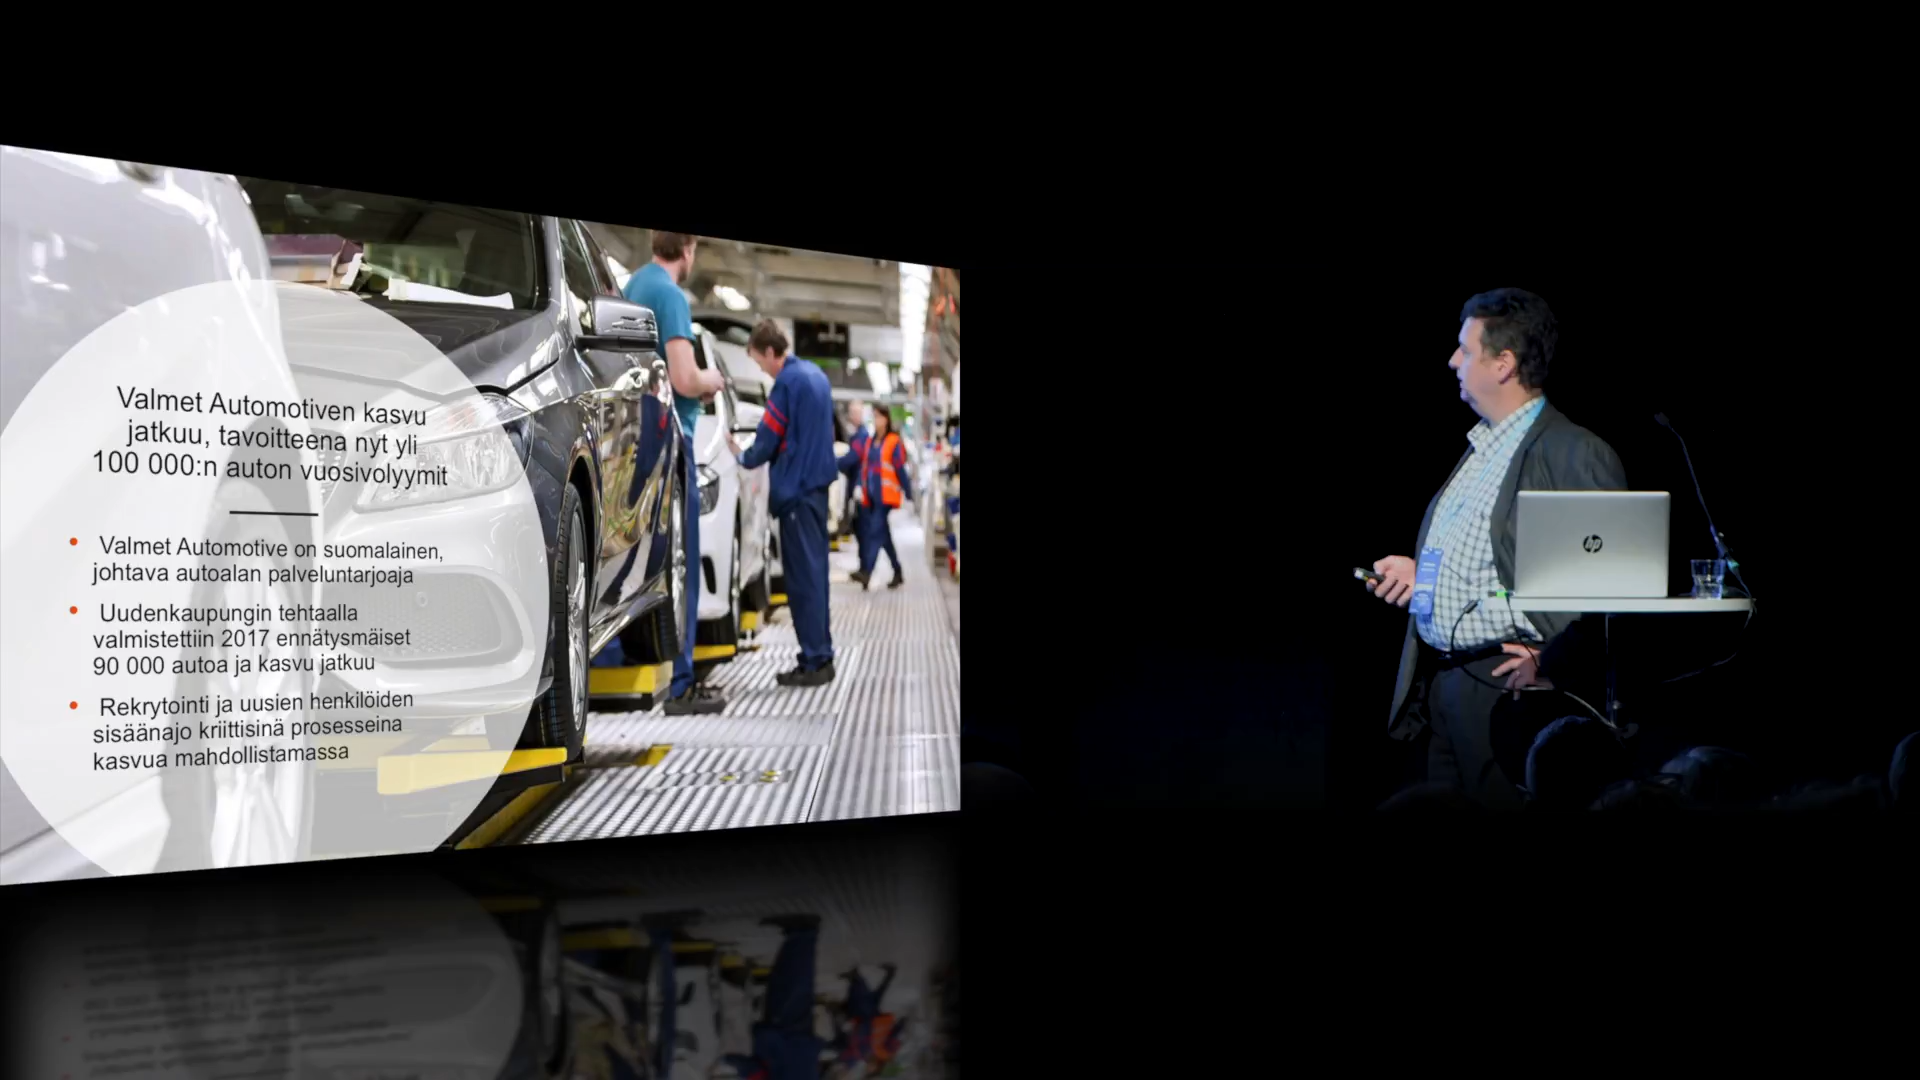 Valmet Automotiven kasvu
jatkuu, tavoitteena nyt yli
100 000:n auton vuosivolyymit
Valmet Automotive on suomalainen,
johtava autoalan palveluntarjoaja
Uudenkaupungin tehtaalla
valmistettiin 2017 ennätysmäiset
90 000 autoa ja kasvu jatkuu
Rekrytointi ja uusien henkilöiden
sisäänajo kriittisinä prosesseina
kasvua mahdollistamassa
hp